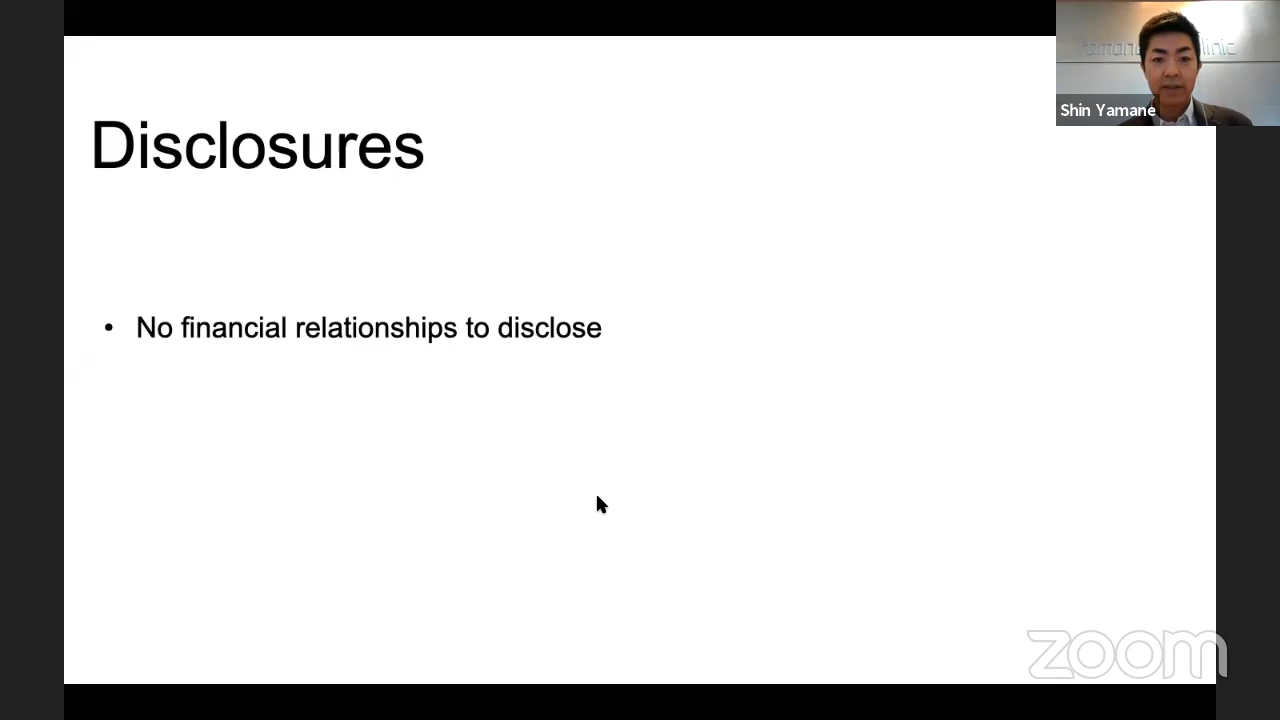 Disclosures
• No financial relationships to disclose
Shin Yamane
zoom